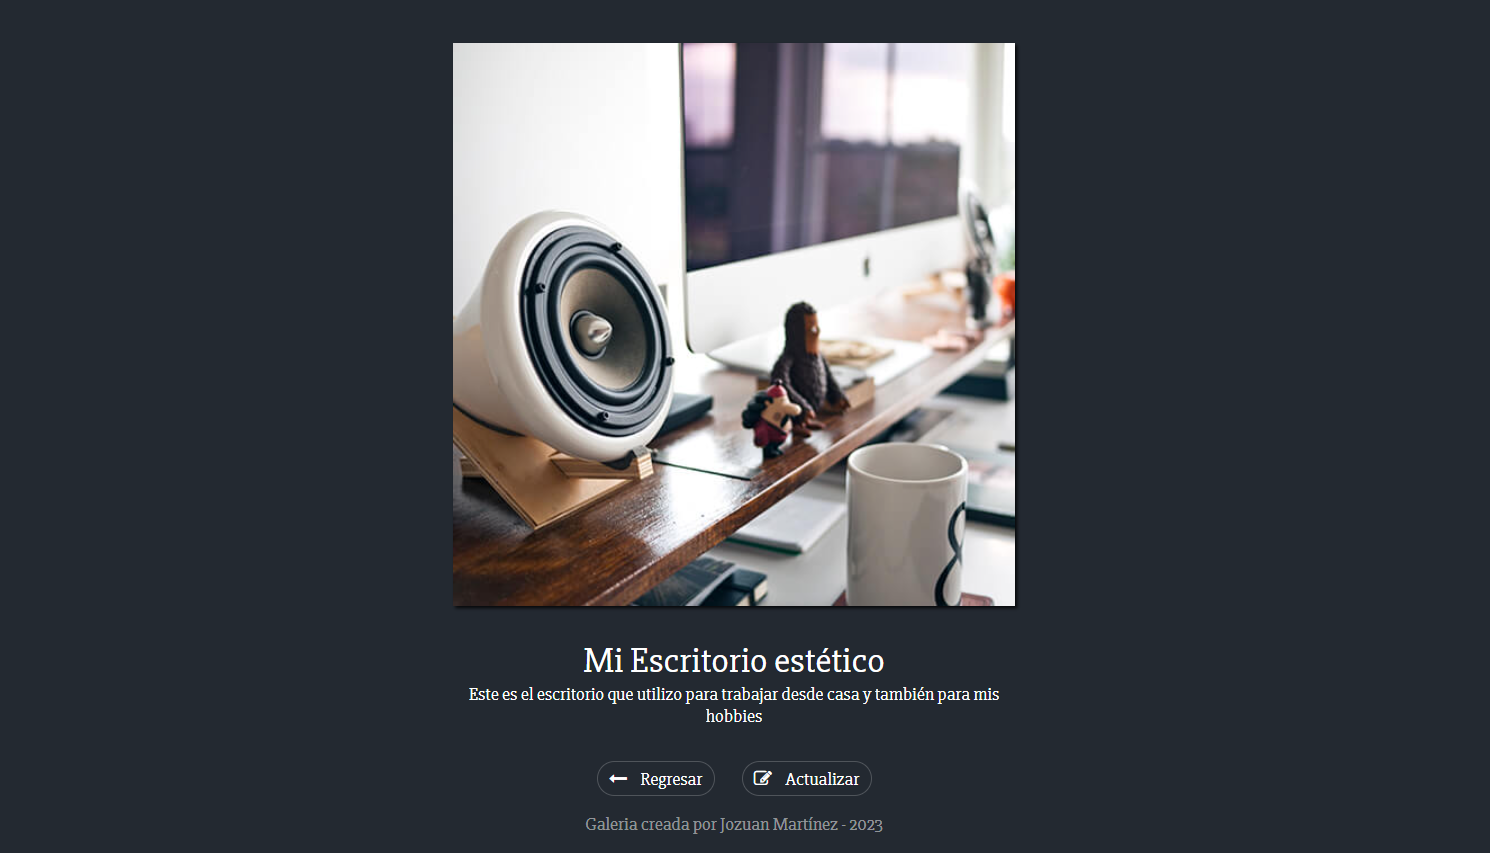 8
Mi Escritorio estético
Este es el escritorio que utilizo para trabajar desde casa y también para mis
hobbies
Regresar Actualizar
Galeria creada por Jozuan Martínez - 2023